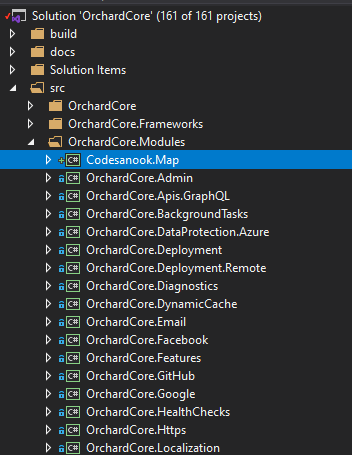 Solution 'OrchardCore' (161 of 161 projects)
build
docs
Solution Items
src
OrchardCore
OrchardCore.Frameworks
OrchardCore.Modules
Codesanook.Map
OrchardCore.Admin
OrchardCore.Apis.GraphQL
OrchardCore.BackgroundTasks
OrchardCore.DataProtection.Azure
OrchardCore.Deployment
OrchardCore.Deployment.Remote
OrchardCore.Diagnostics
OrchardCore.DynamicCache
OrchardCore.Email
OrchardCore.Facebook
OrchardCore.Features
OrchardCore.GitHub
OrchardCore.Google
OrchardCore.HealthChecks
OrchardCore.Https
OrchardCore.Localization